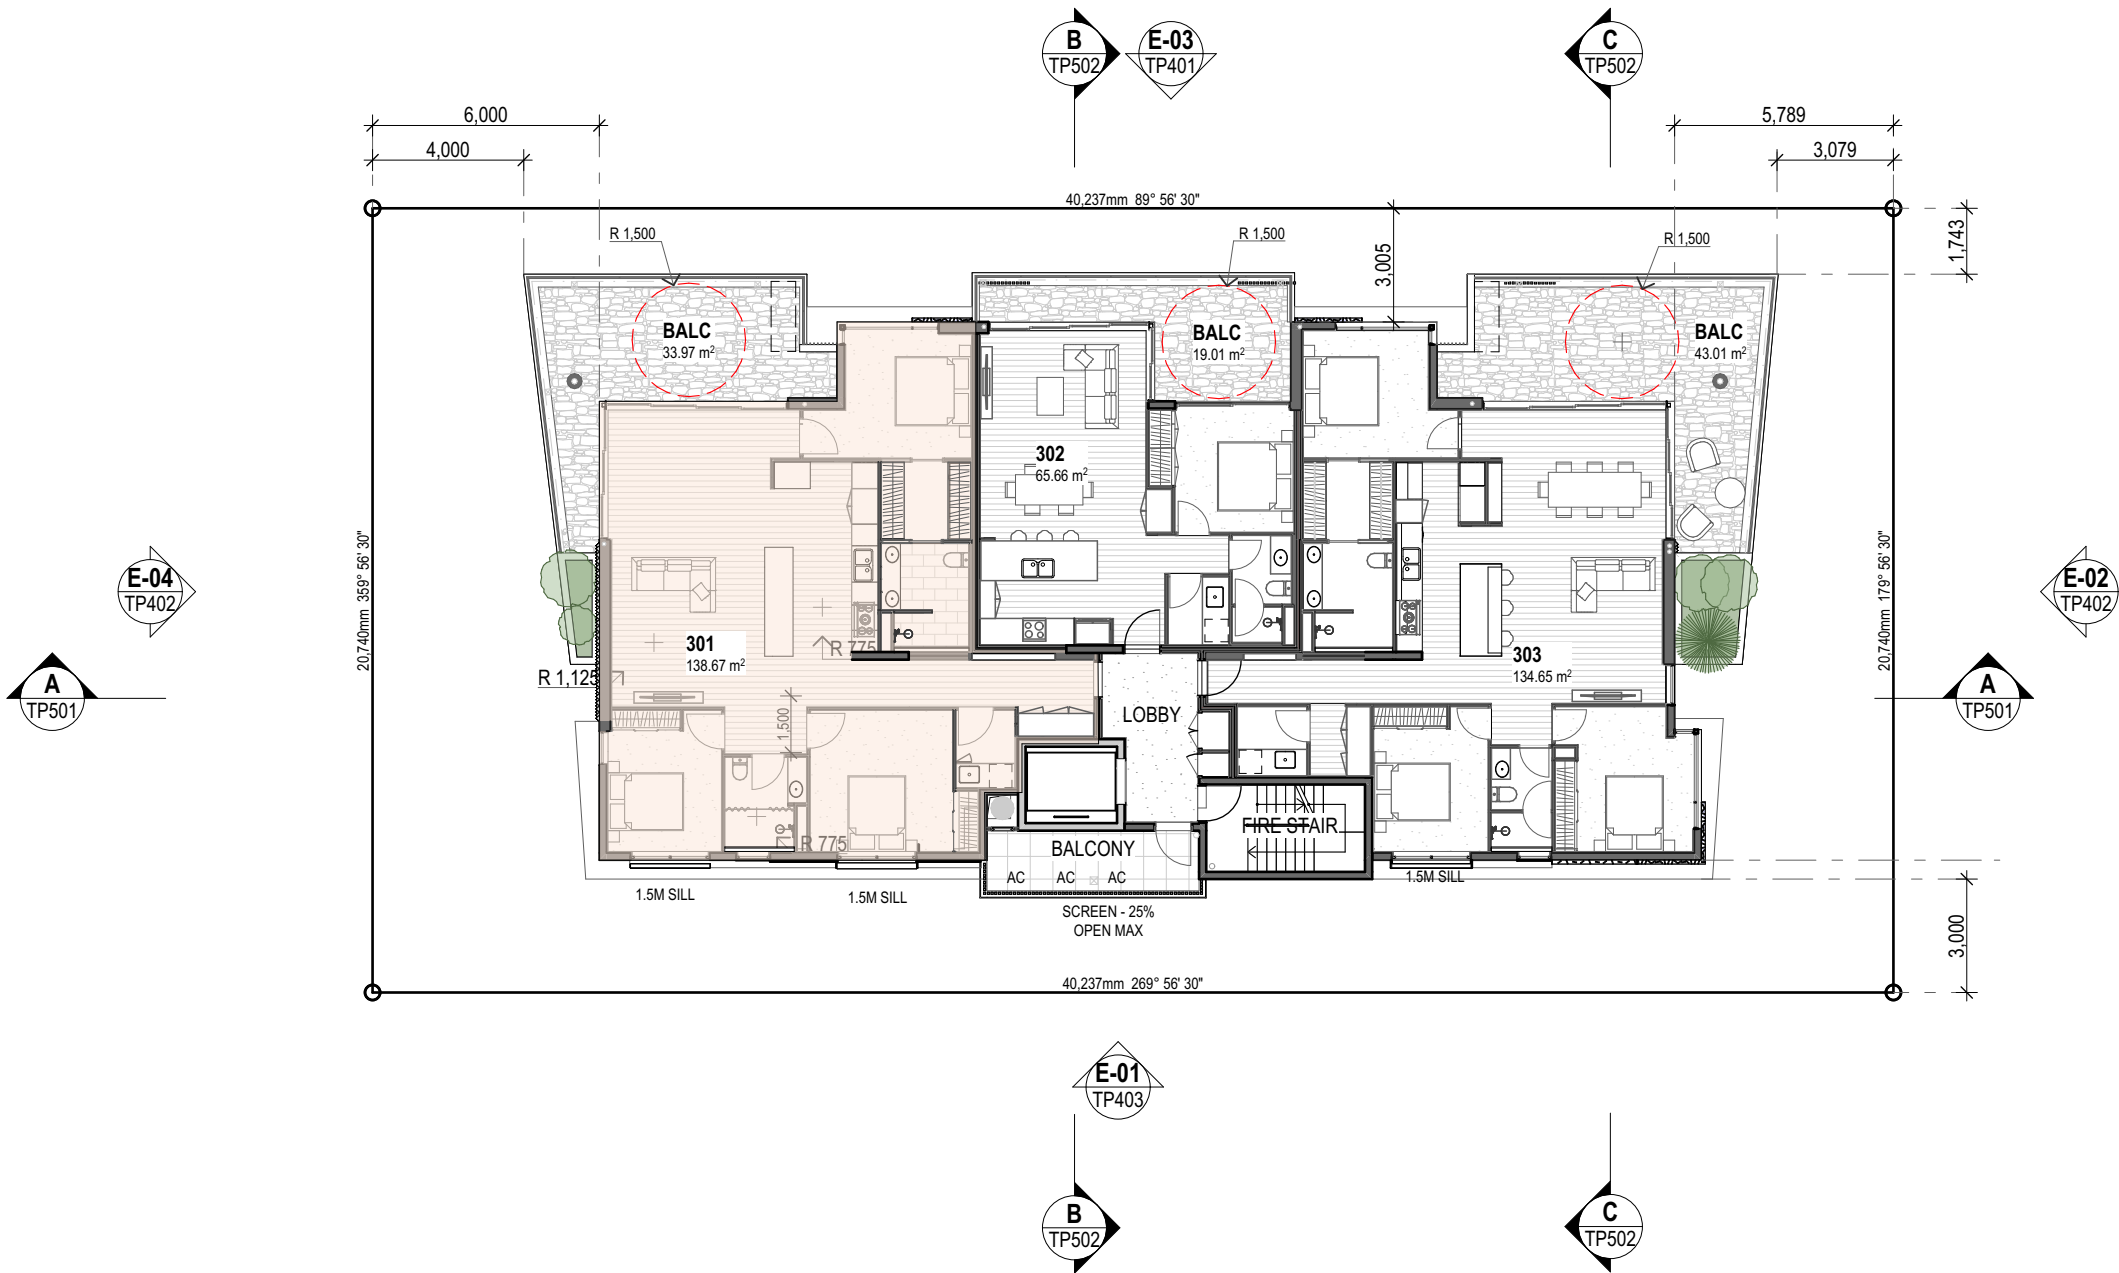 B
TP502
E-03
TP401
C
TP502
6,000
4,000
5,789
3,079
40,237mm 89° 56' 30"
R 1,500
R 1,500
R 1,500
3,005
1,743
BALC
33.97 m²
BALC
19.01 m²
BALC
43.01 m²
302
65.66 m²
20,740mm 359° 56' 30"
20,740mm 179° 56' 30"
E-04
TP402
E-02
TP402
301
138.67 m²
R 775
303
134.65 m²
R 1,125
A
TP501
A
TP501
LOBBY
1,500
R 775
FIRE STAIR
BALCONY
AC
AC
AC
1.5M SILL
1.5M SILL
1.5M SILL
SCREEN - 25%
OPEN MAX
3,000
40,237mm 269° 56' 30"
E-01
TP403
B
TP502
C
TP502